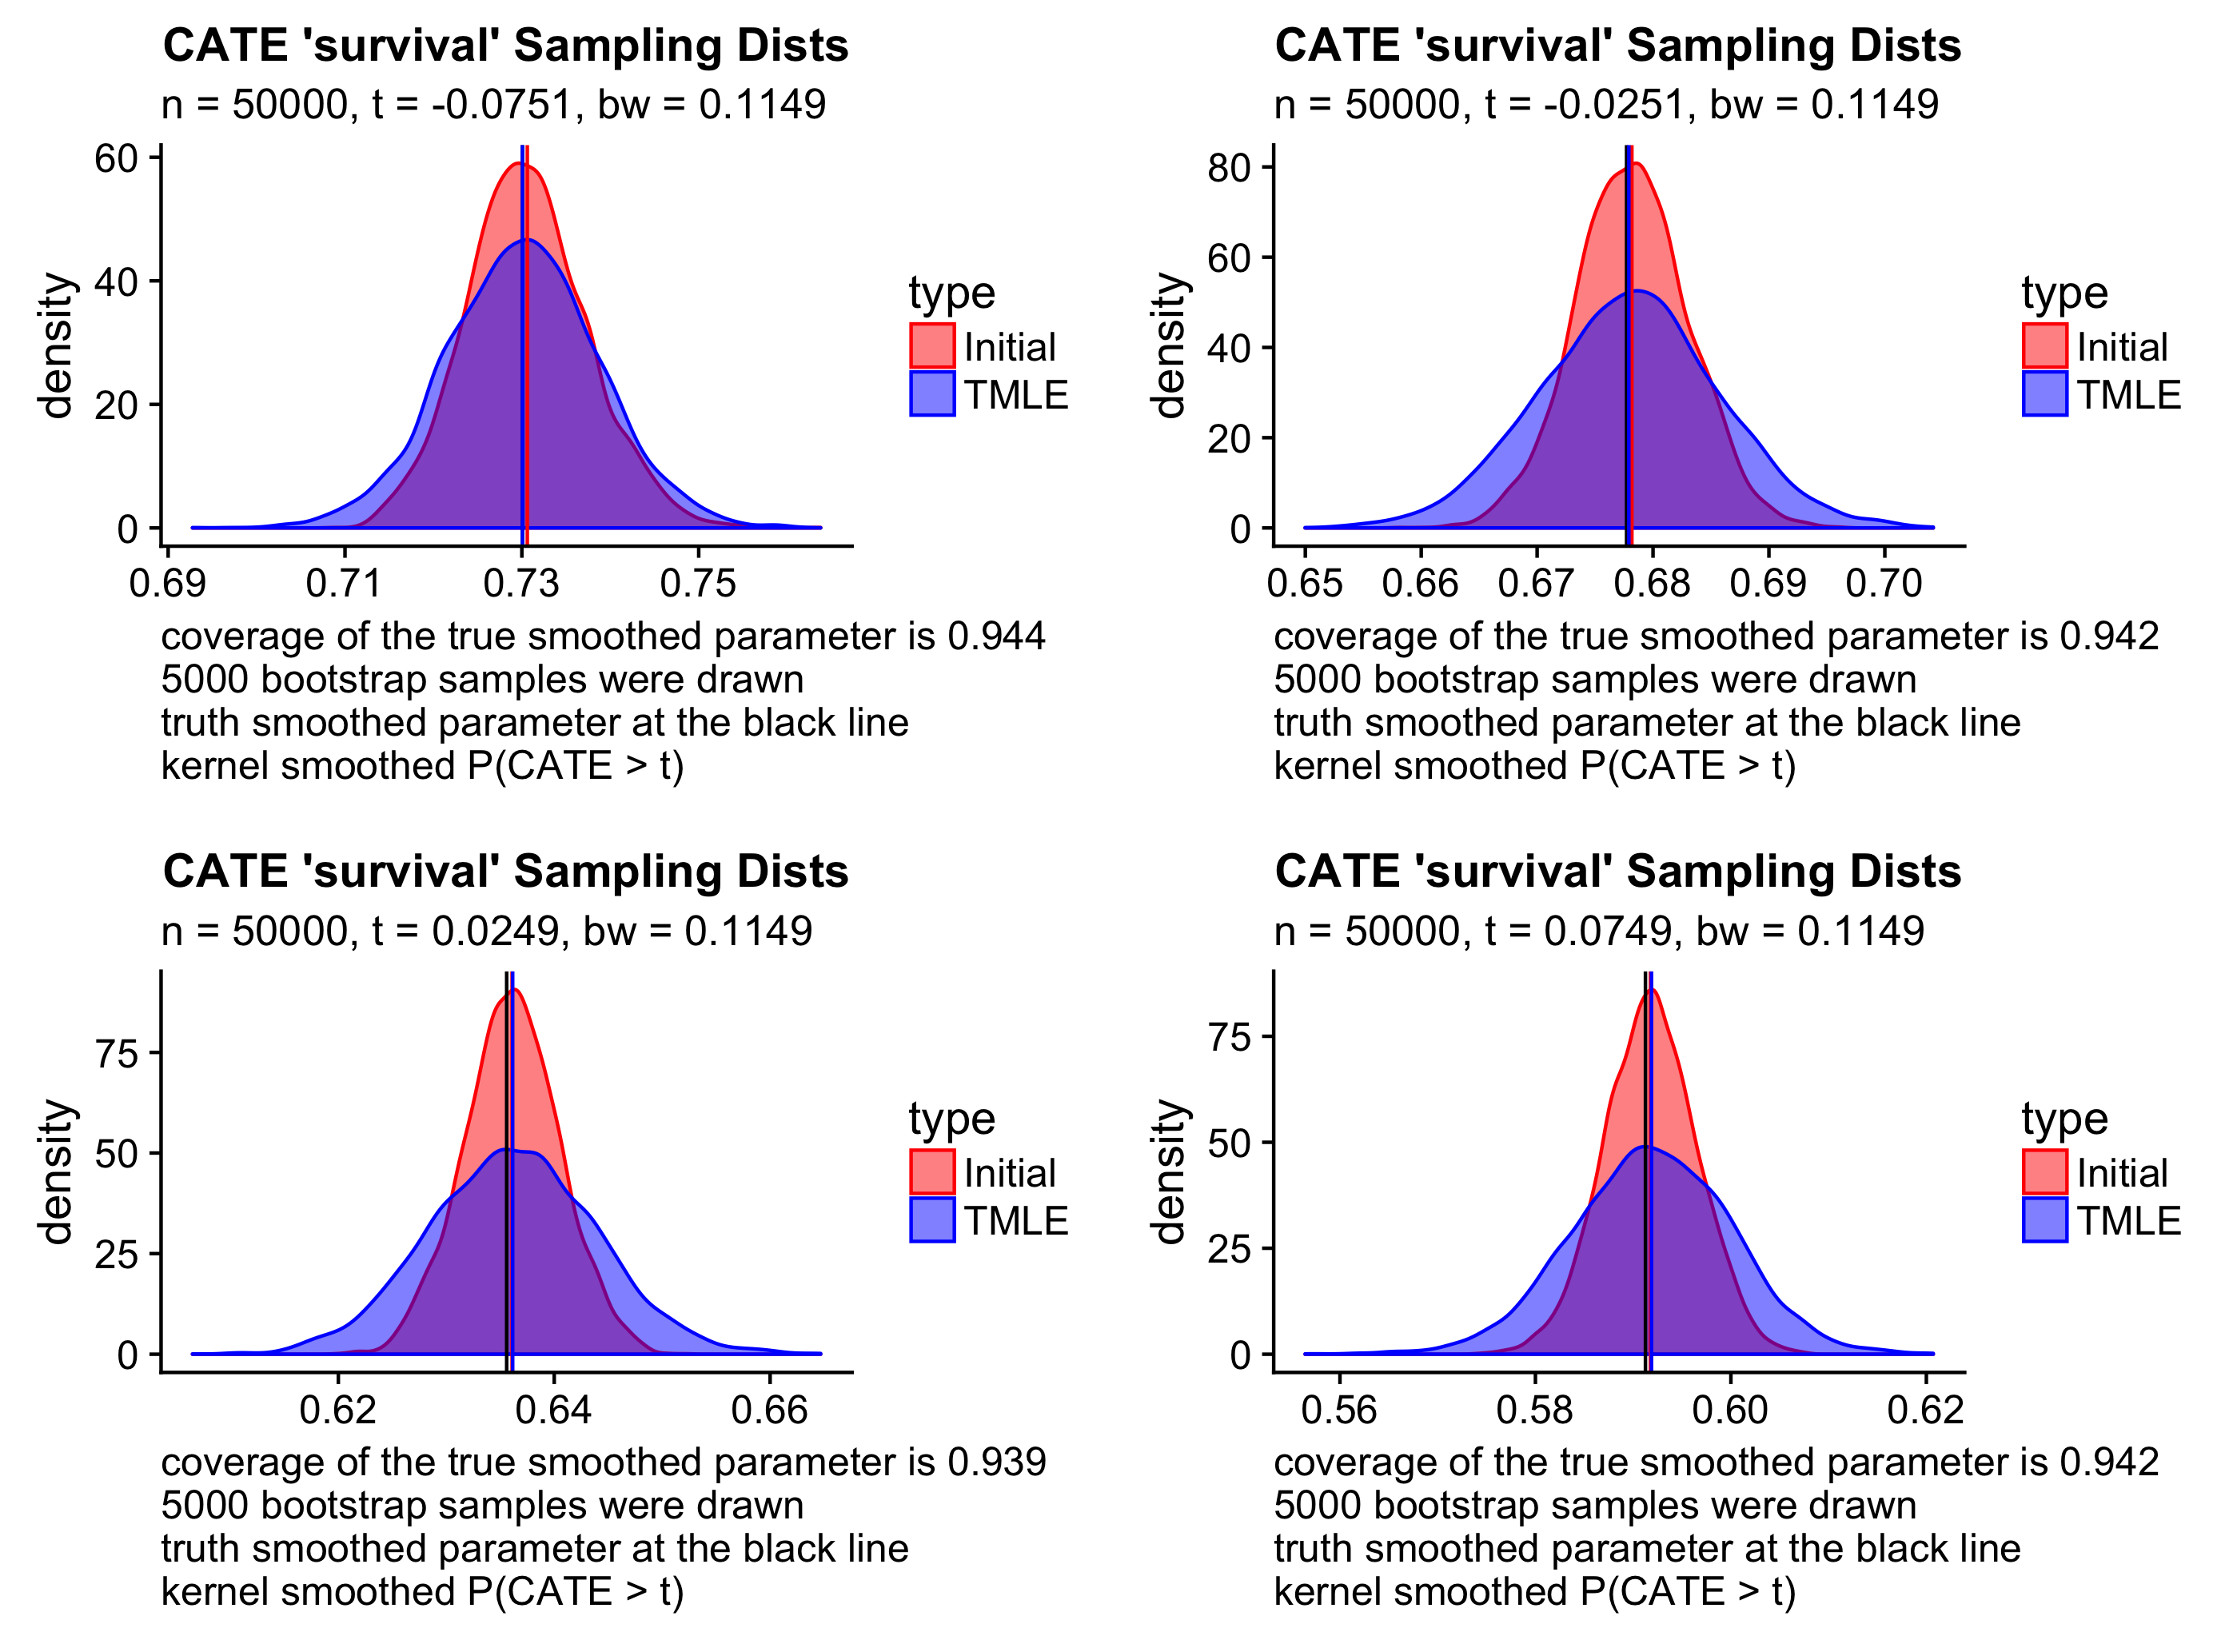 CATE 'survival' Sampling Dists
n = 50000, t = -0.0751, bw = 0.1149
60
40
20
0
density
0.69 0.71 0.73 0.75
type
Initial
TMLE
coverage of the true smoothed parameter is 0.944
5000 bootstrap samples were drawn
truth smoothed parameter at the black line
kernel smoothed P(CATE > t)
CATE 'survival' Sampling Dists
n = 50000, t = -0.0251, bw = 0.1149
80
60
40
20
0
density
0.65 0.66 0.67 0.68 0.69 0.70
type
Initial
TMLE
coverage of the true smoothed parameter is 0.942
5000 bootstrap samples were drawn
truth smoothed parameter at the black line
kernel smoothed P(CATE > t)
CATE 'survival' Sampling Dists
n = 50000, t = 0.0249, bw = 0.1149
75
50
25
0
density
0.62 0.64 0.66
type
Initial
TMLE
coverage of the true smoothed parameter is 0.939
5000 bootstrap samples were drawn
truth smoothed parameter at the black line
kernel smoothed P(CATE > t)
CATE 'survival' Sampling Dists
n = 50000, t = 0.0749, bw = 0.1149
75
50
25
0
density
0.56 0.58 0.60 0.62
type
Initial
TMLE
coverage of the true smoothed parameter is 0.942
5000 bootstrap samples were drawn
truth smoothed parameter at the black line
kernel smoothed P(CATE > t)